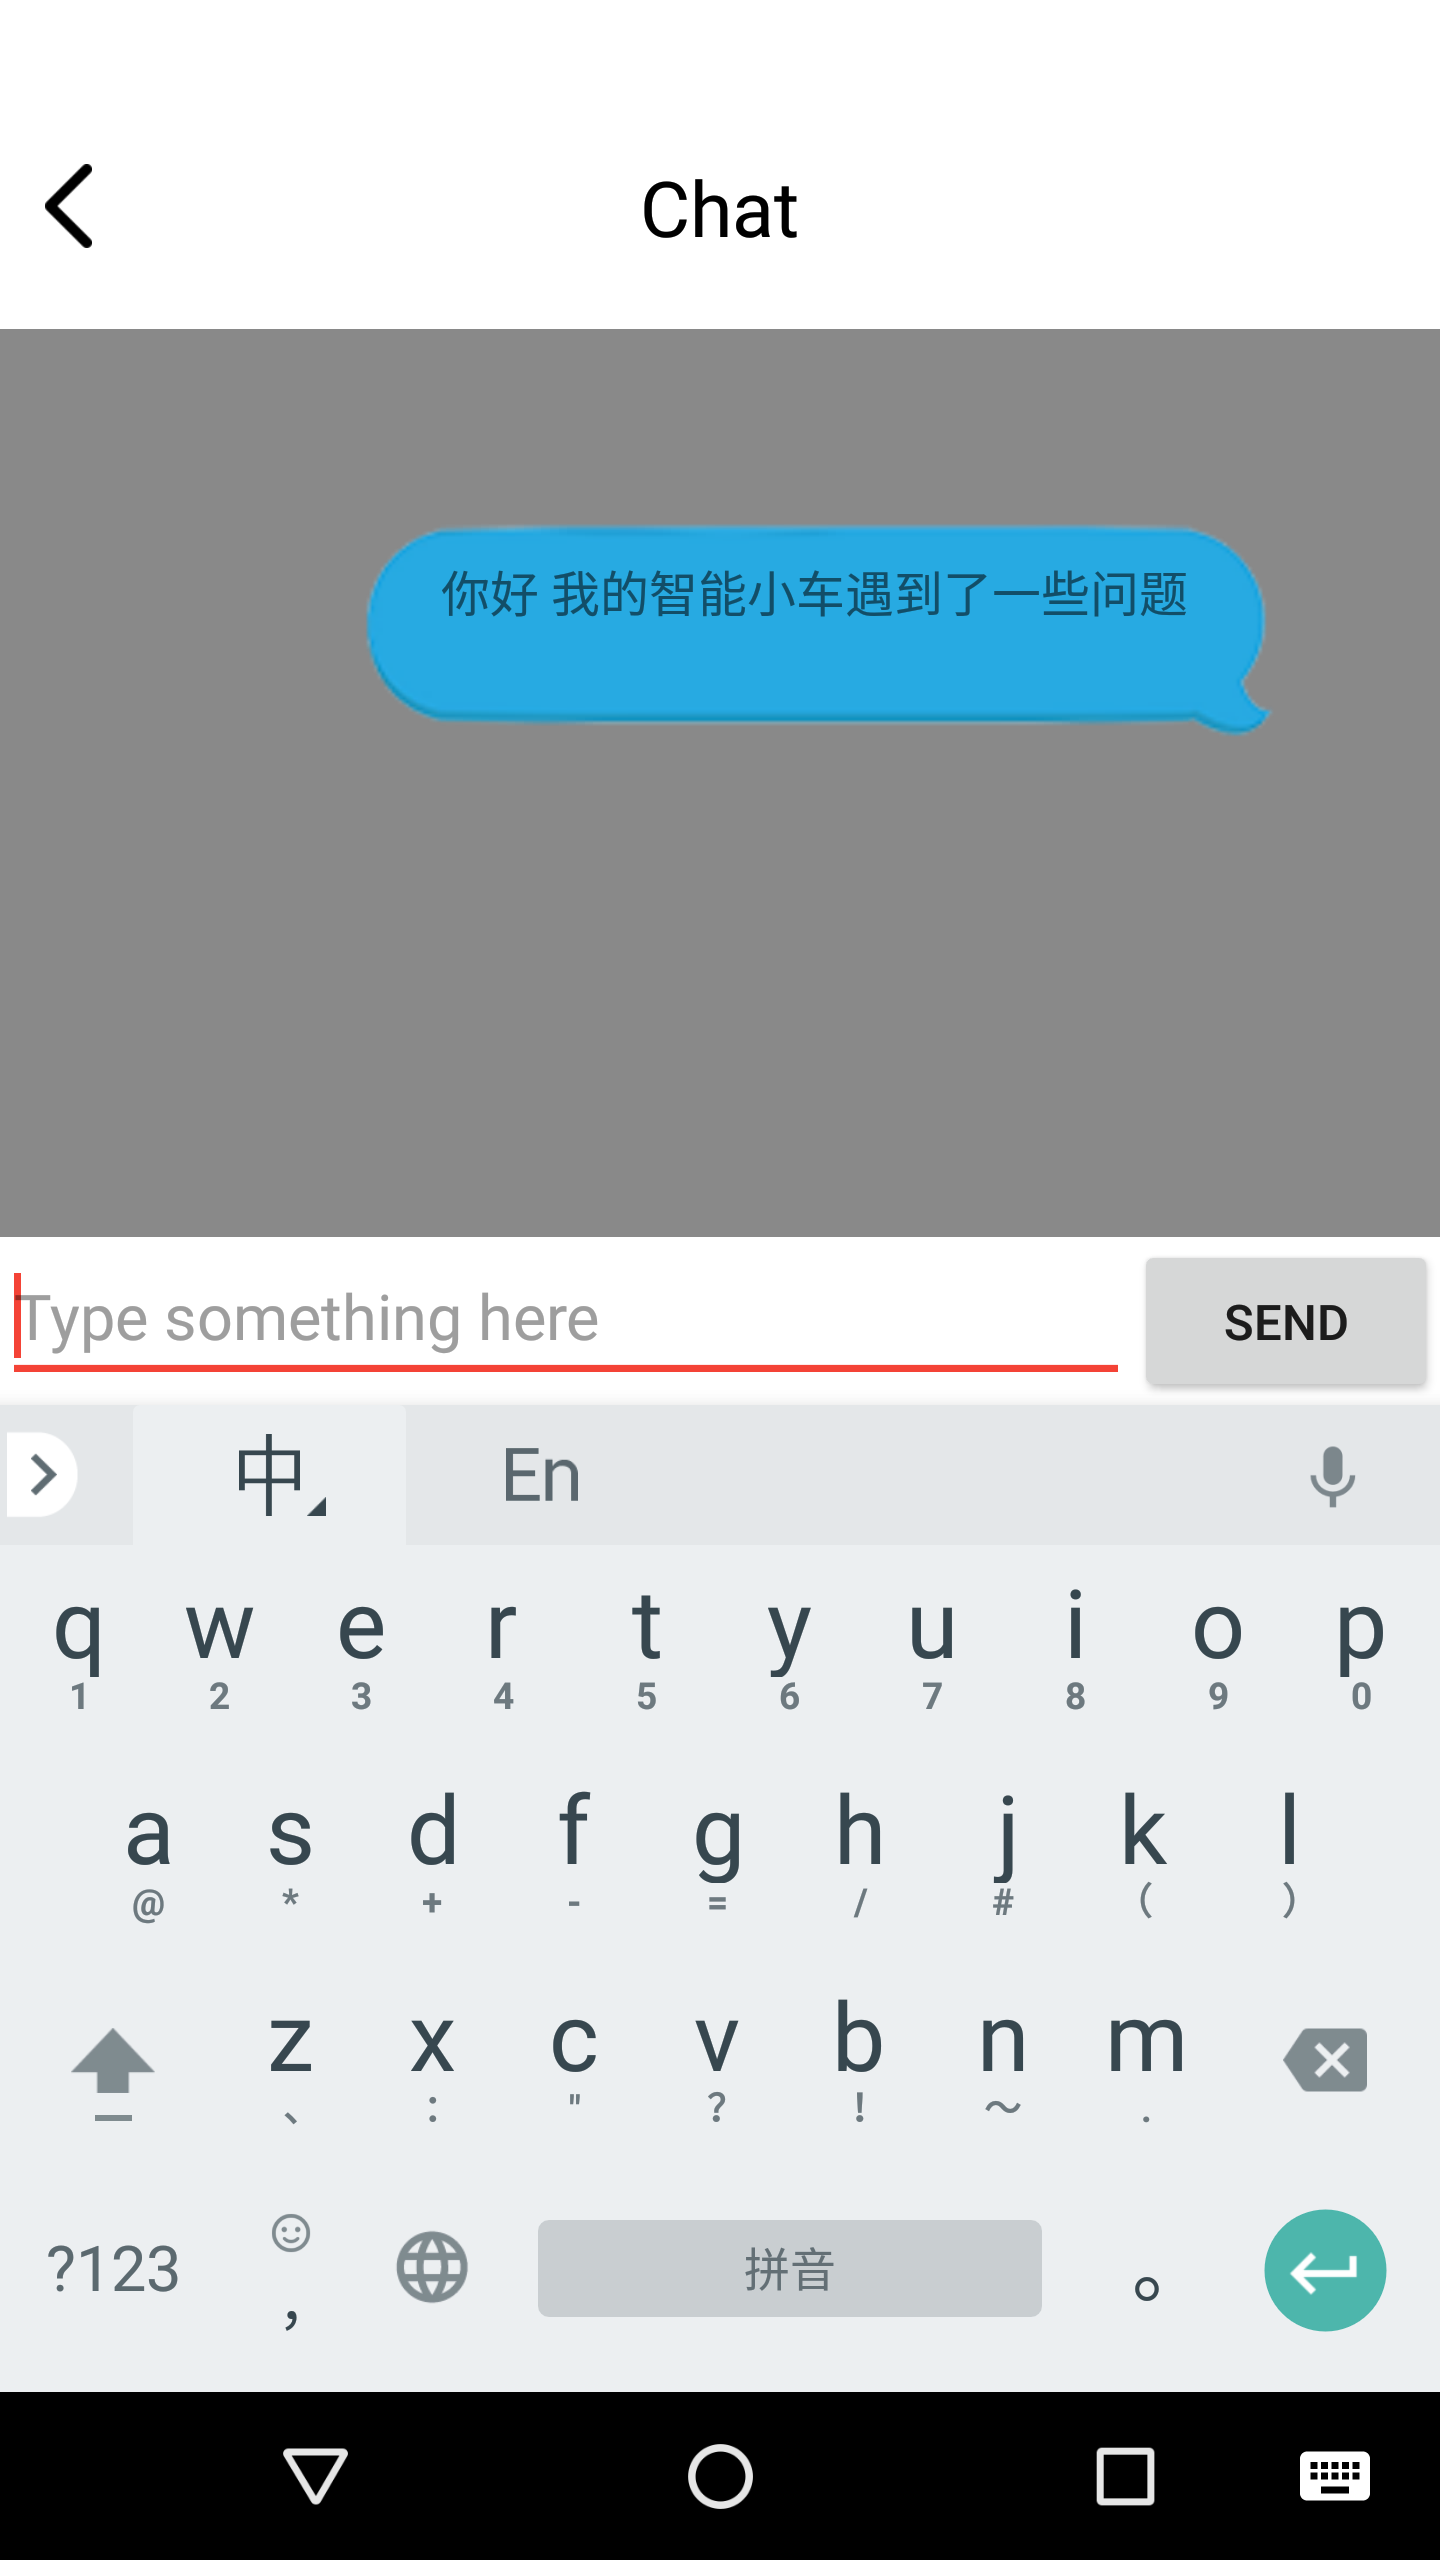 Chat
你好 我的智能小车遇到了一些问题
Type something here
SEND
中 En
q w e r t y u i o p
1 2 3 4 5 6 7 8 9 0
a s d f g h j k l
@ * + - = / # ( )
z x c v b n m
、 : " ? ! ～ .
?123 , 拼音 。